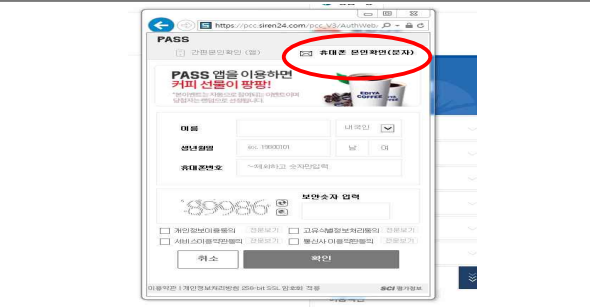 https://pcc.siren24.com/pcc_V3/AuthWeb
PASS
간편본인확인 (앱)
휴대폰 본인확인(문자)
PASS 앱을 이용하면
커피 선물이 팡팡!
EDIYA
COFFEE
이름
내국인
생년월일
ex. 19800101
남 여
휴대폰번호
'-'제외하고 숫자만입력
89986
보안숫자 입력
개인정보이용동의 전문보기
고유식별정보처리동의 전문보기
서비스이용약관동의 전문보기
통신사 이용약관동의 전문보기
취소
확인
이용약관 | 개인정보처리방침 256-bit SSL 암호화 적용
SCI 평가정보